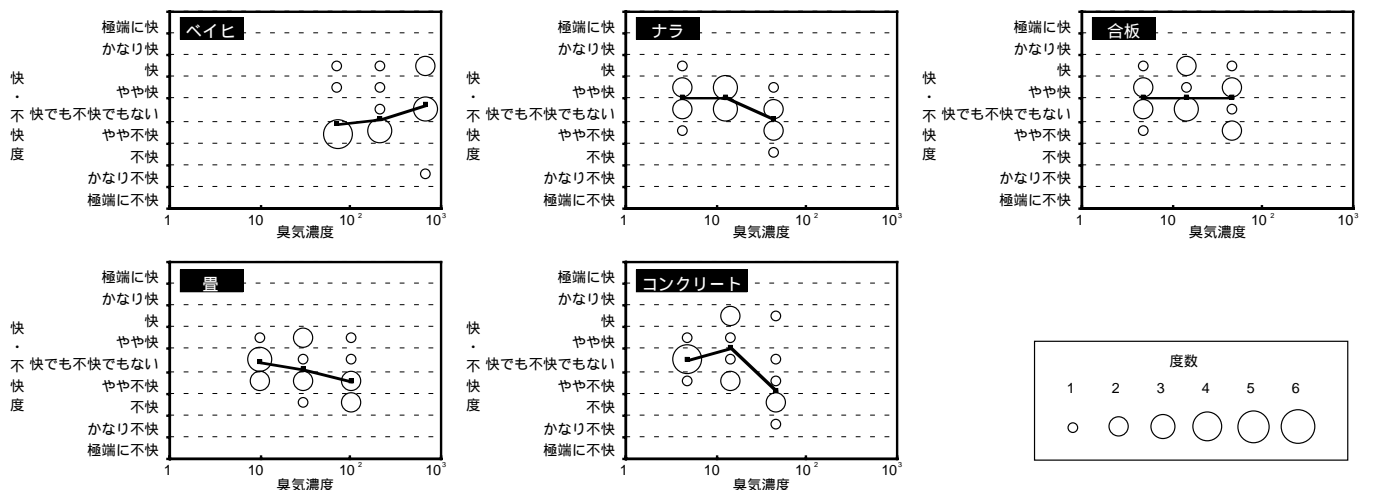 ベイヒ
極端に快
かなり快
快
やや快
快でも不快でもない
やや不快
不快
かなり不快
極端に不快
快・不快度
1 10 10² 10³
臭気濃度
ナラ
極端に快
かなり快
快
やや快
快でも不快でもない
やや不快
不快
かなり不快
極端に不快
快・不快度
1 10 10² 10³
臭気濃度
合板
極端に快
かなり快
快
やや快
快でも不快でもない
やや不快
不快
かなり不快
極端に不快
快・不快度
1 10 10² 10³
臭気濃度
畳
極端に快
かなり快
快
やや快
快でも不快でもない
やや不快
不快
かなり不快
極端に不快
快・不快度
1 10 10² 10³
臭気濃度
コンクリート
極端に快
かなり快
快
やや快
快でも不快でもない
やや不快
不快
かなり不快
極端に不快
快・不快度
1 10 10² 10³
臭気濃度
度数
1 2 3 4 5 6